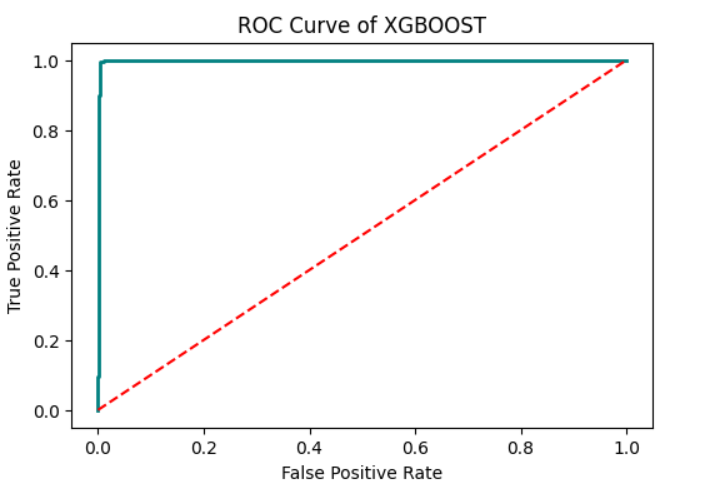 ROC Curve of XGBOOST
1.0
0.8
0.6
0.4
0.2
0.0
True Positive Rate
0.0 0.2 0.4 0.6 0.8 1.0
False Positive Rate